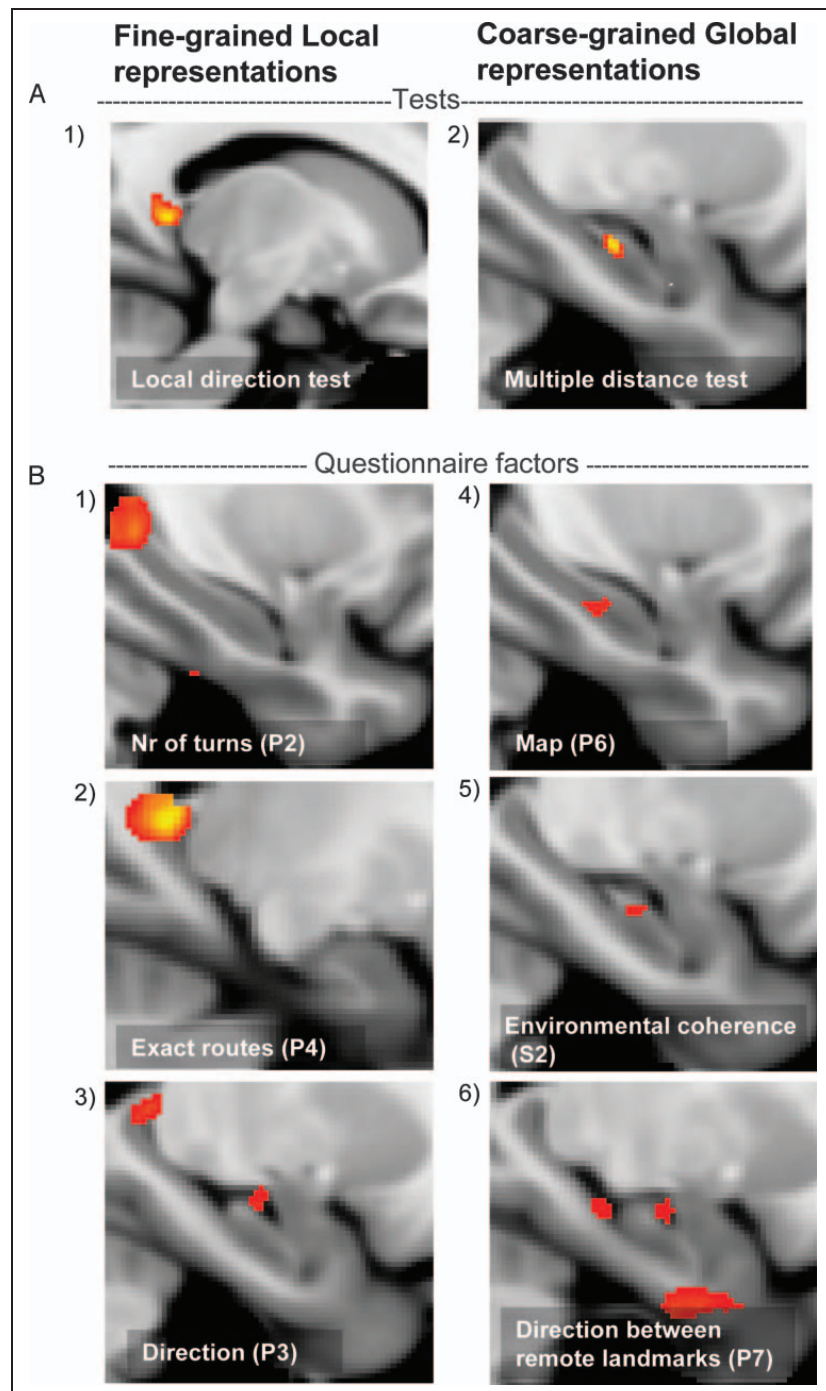 Fine-grained Local
representations
Coarse-grained Global
representations
A
Tests
1)
2)
Local direction test
Multiple distance test
B
Questionnaire factors
1)
4)
Nr of turns (P2)
Map (P6)
2)
5)
Exact routes (P4)
Environmental coherence
(S2)
3)
6)
Direction (P3)
Direction between
remote landmarks (P7)